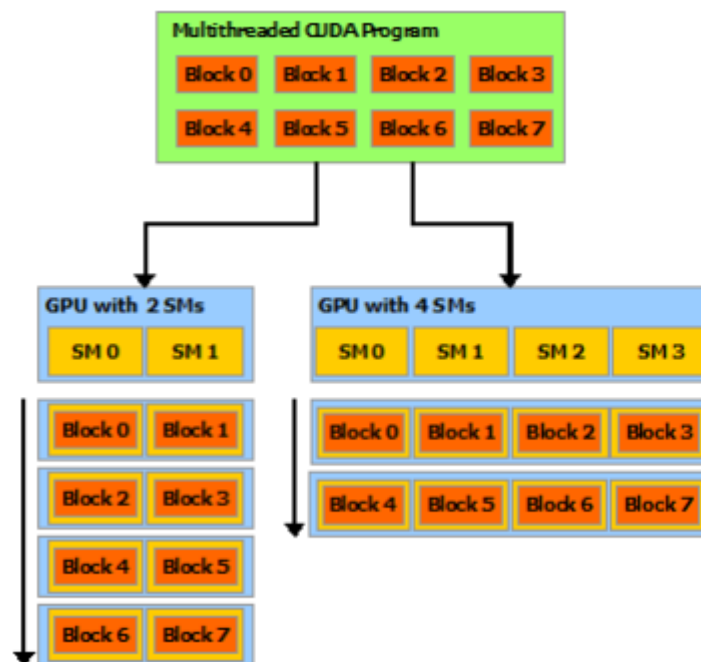 Multithreaded CUDA Program
Block 0 Block 1 Block 2 Block 3
Block 4 Block 5 Block 6 Block 7
GPU with 2 SMs
SM 0 SM 1
Block 0 Block 1
Block 2 Block 3
Block 4 Block 5
Block 6 Block 7
GPU with 4 SMs
SM 0 SM 1 SM 2 SM 3
Block 0 Block 1 Block 2 Block 3
Block 4 Block 5 Block 6 Block 7